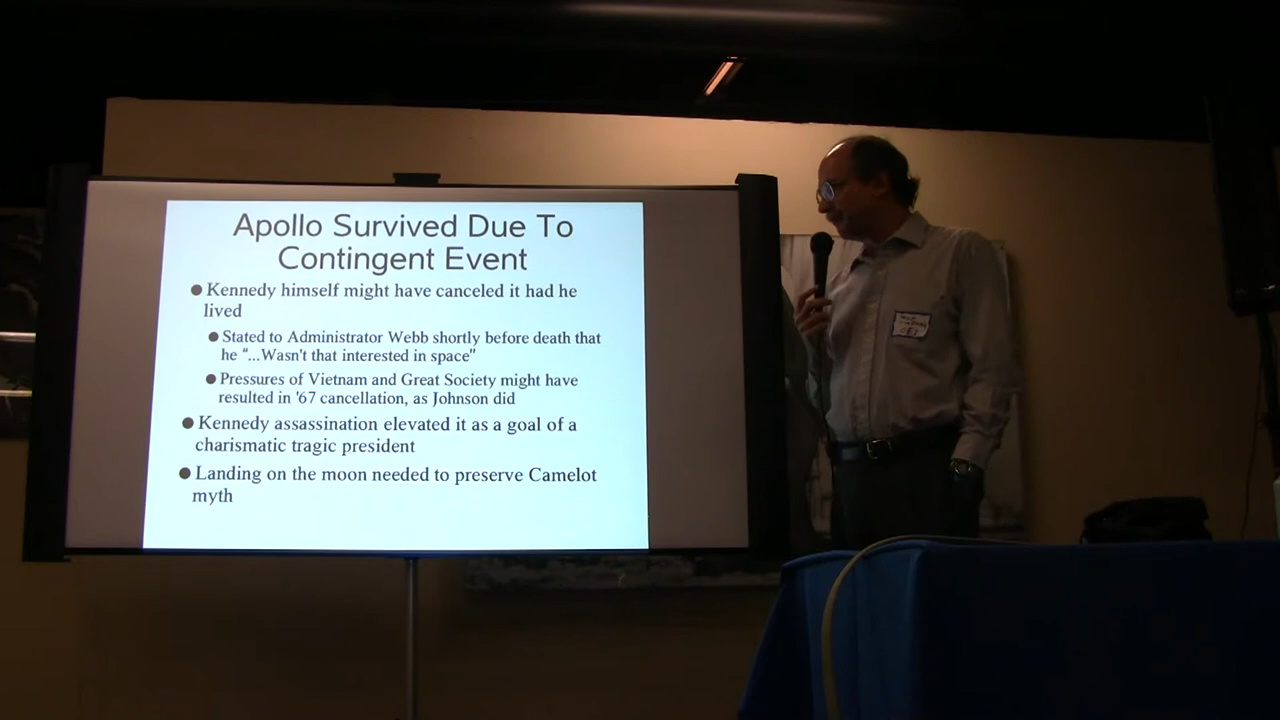 Apollo Survived Due To
Contingent Event
● Kennedy himself might have canceled it had he
lived
● Stated to Administrator Webb shortly before death that
he "...Wasn't that interested in space"
● Pressures of Vietnam and Great Society might have
resulted in '67 cancellation, as Johnson did
● Kennedy assassination elevated it as a goal of a
charismatic tragic president
● Landing on the moon needed to preserve Camelot
myth